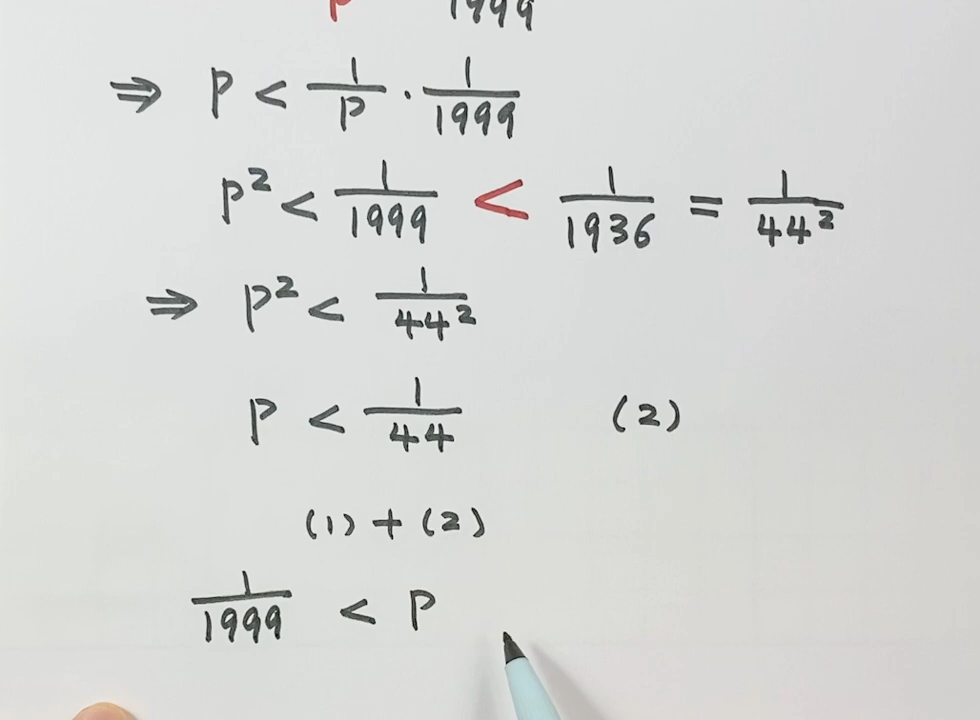 P 1999
⇒ P < 1/P · 1/1999
P² < 1/1999 < 1/1936 = 1/44²
⇒ P² < 1/44²
P < 1/44 (2)
(1) + (2)
1/1999 < P